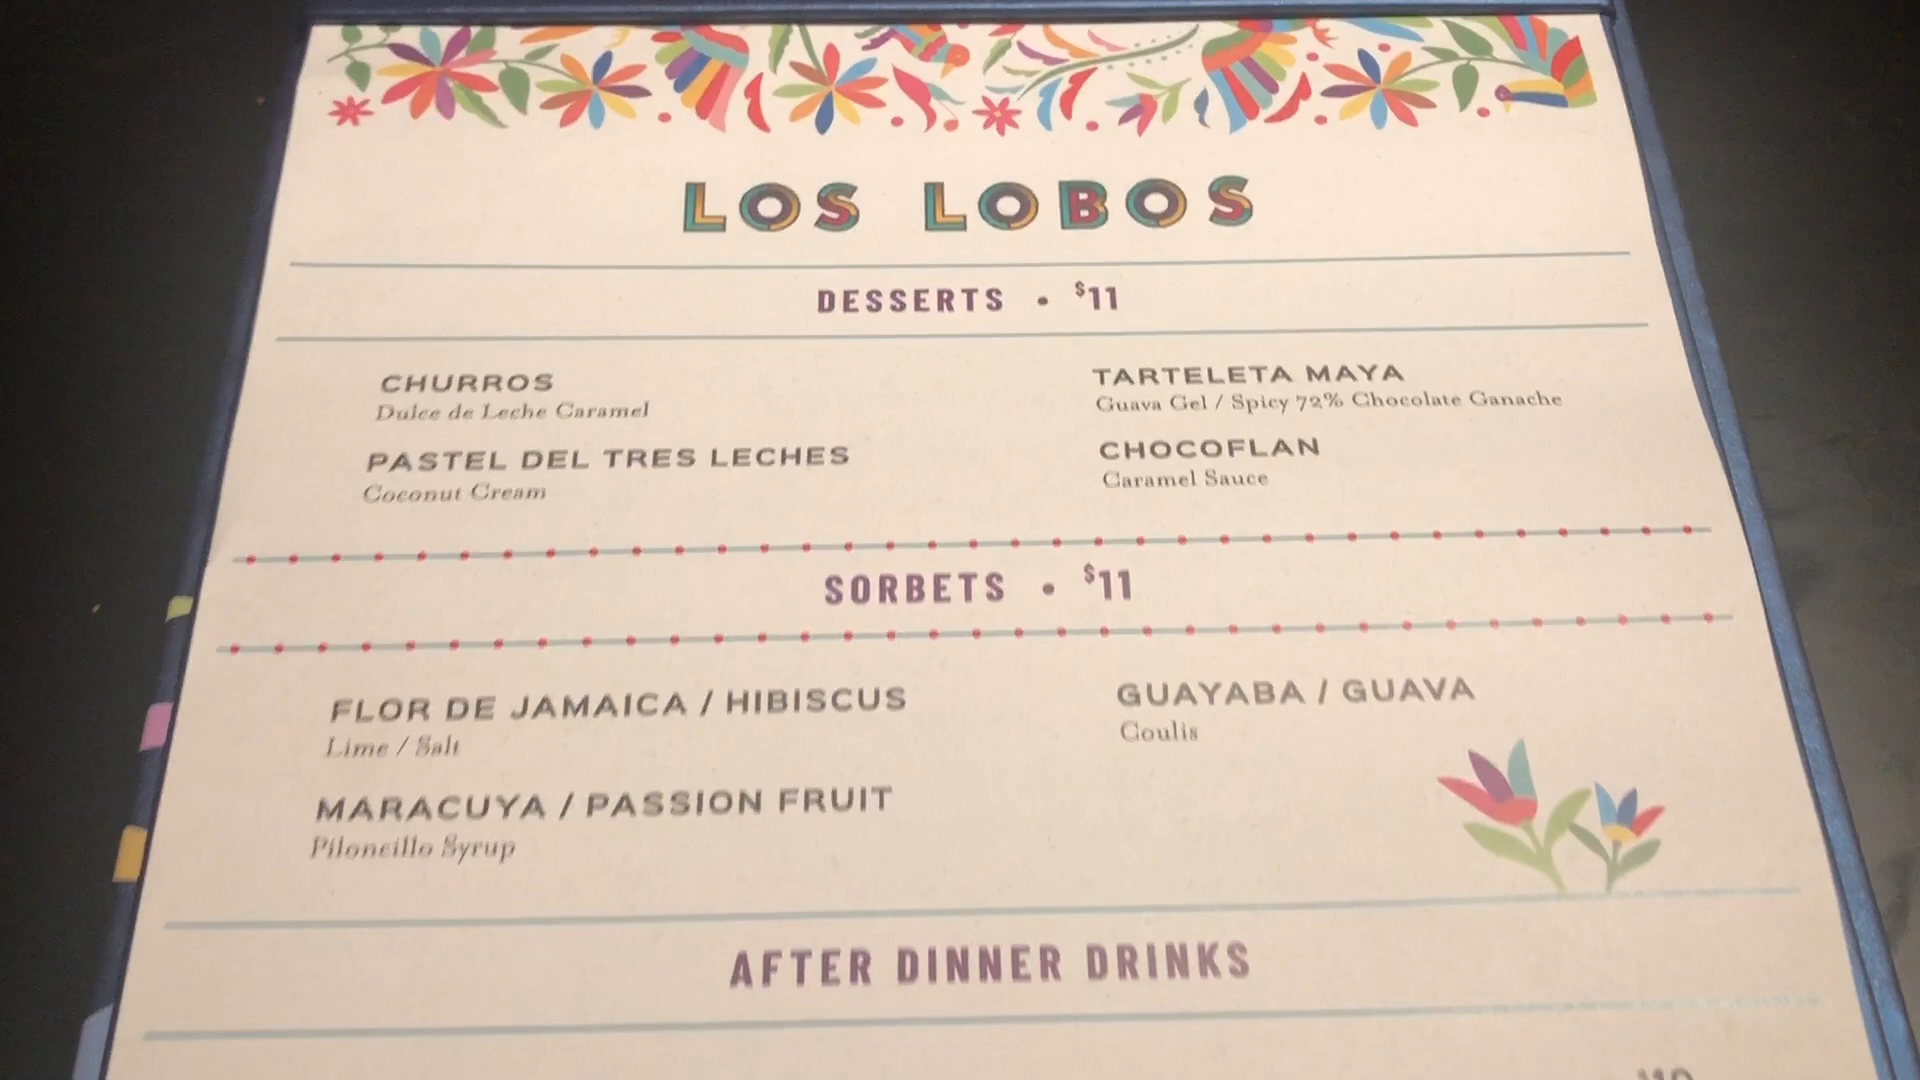 LOS LOBOS
DESSERTS • $11
CHURROS
Dulce de Leche Caramel
PASTEL DEL TRES LECHES
Coconut Cream
TARTELETA MAYA
Guava Gel / Spicy 72% Chocolate Ganache
CHOCOFLAN
Caramel Sauce
SORBETS • $11
FLOR DE JAMAICA / HIBISCUS
Lime / Salt
MARACUYA / PASSION FRUIT
Piloncillo Syrup
GUAYABA / GUAVA
Coulis
AFTER DINNER DRINKS